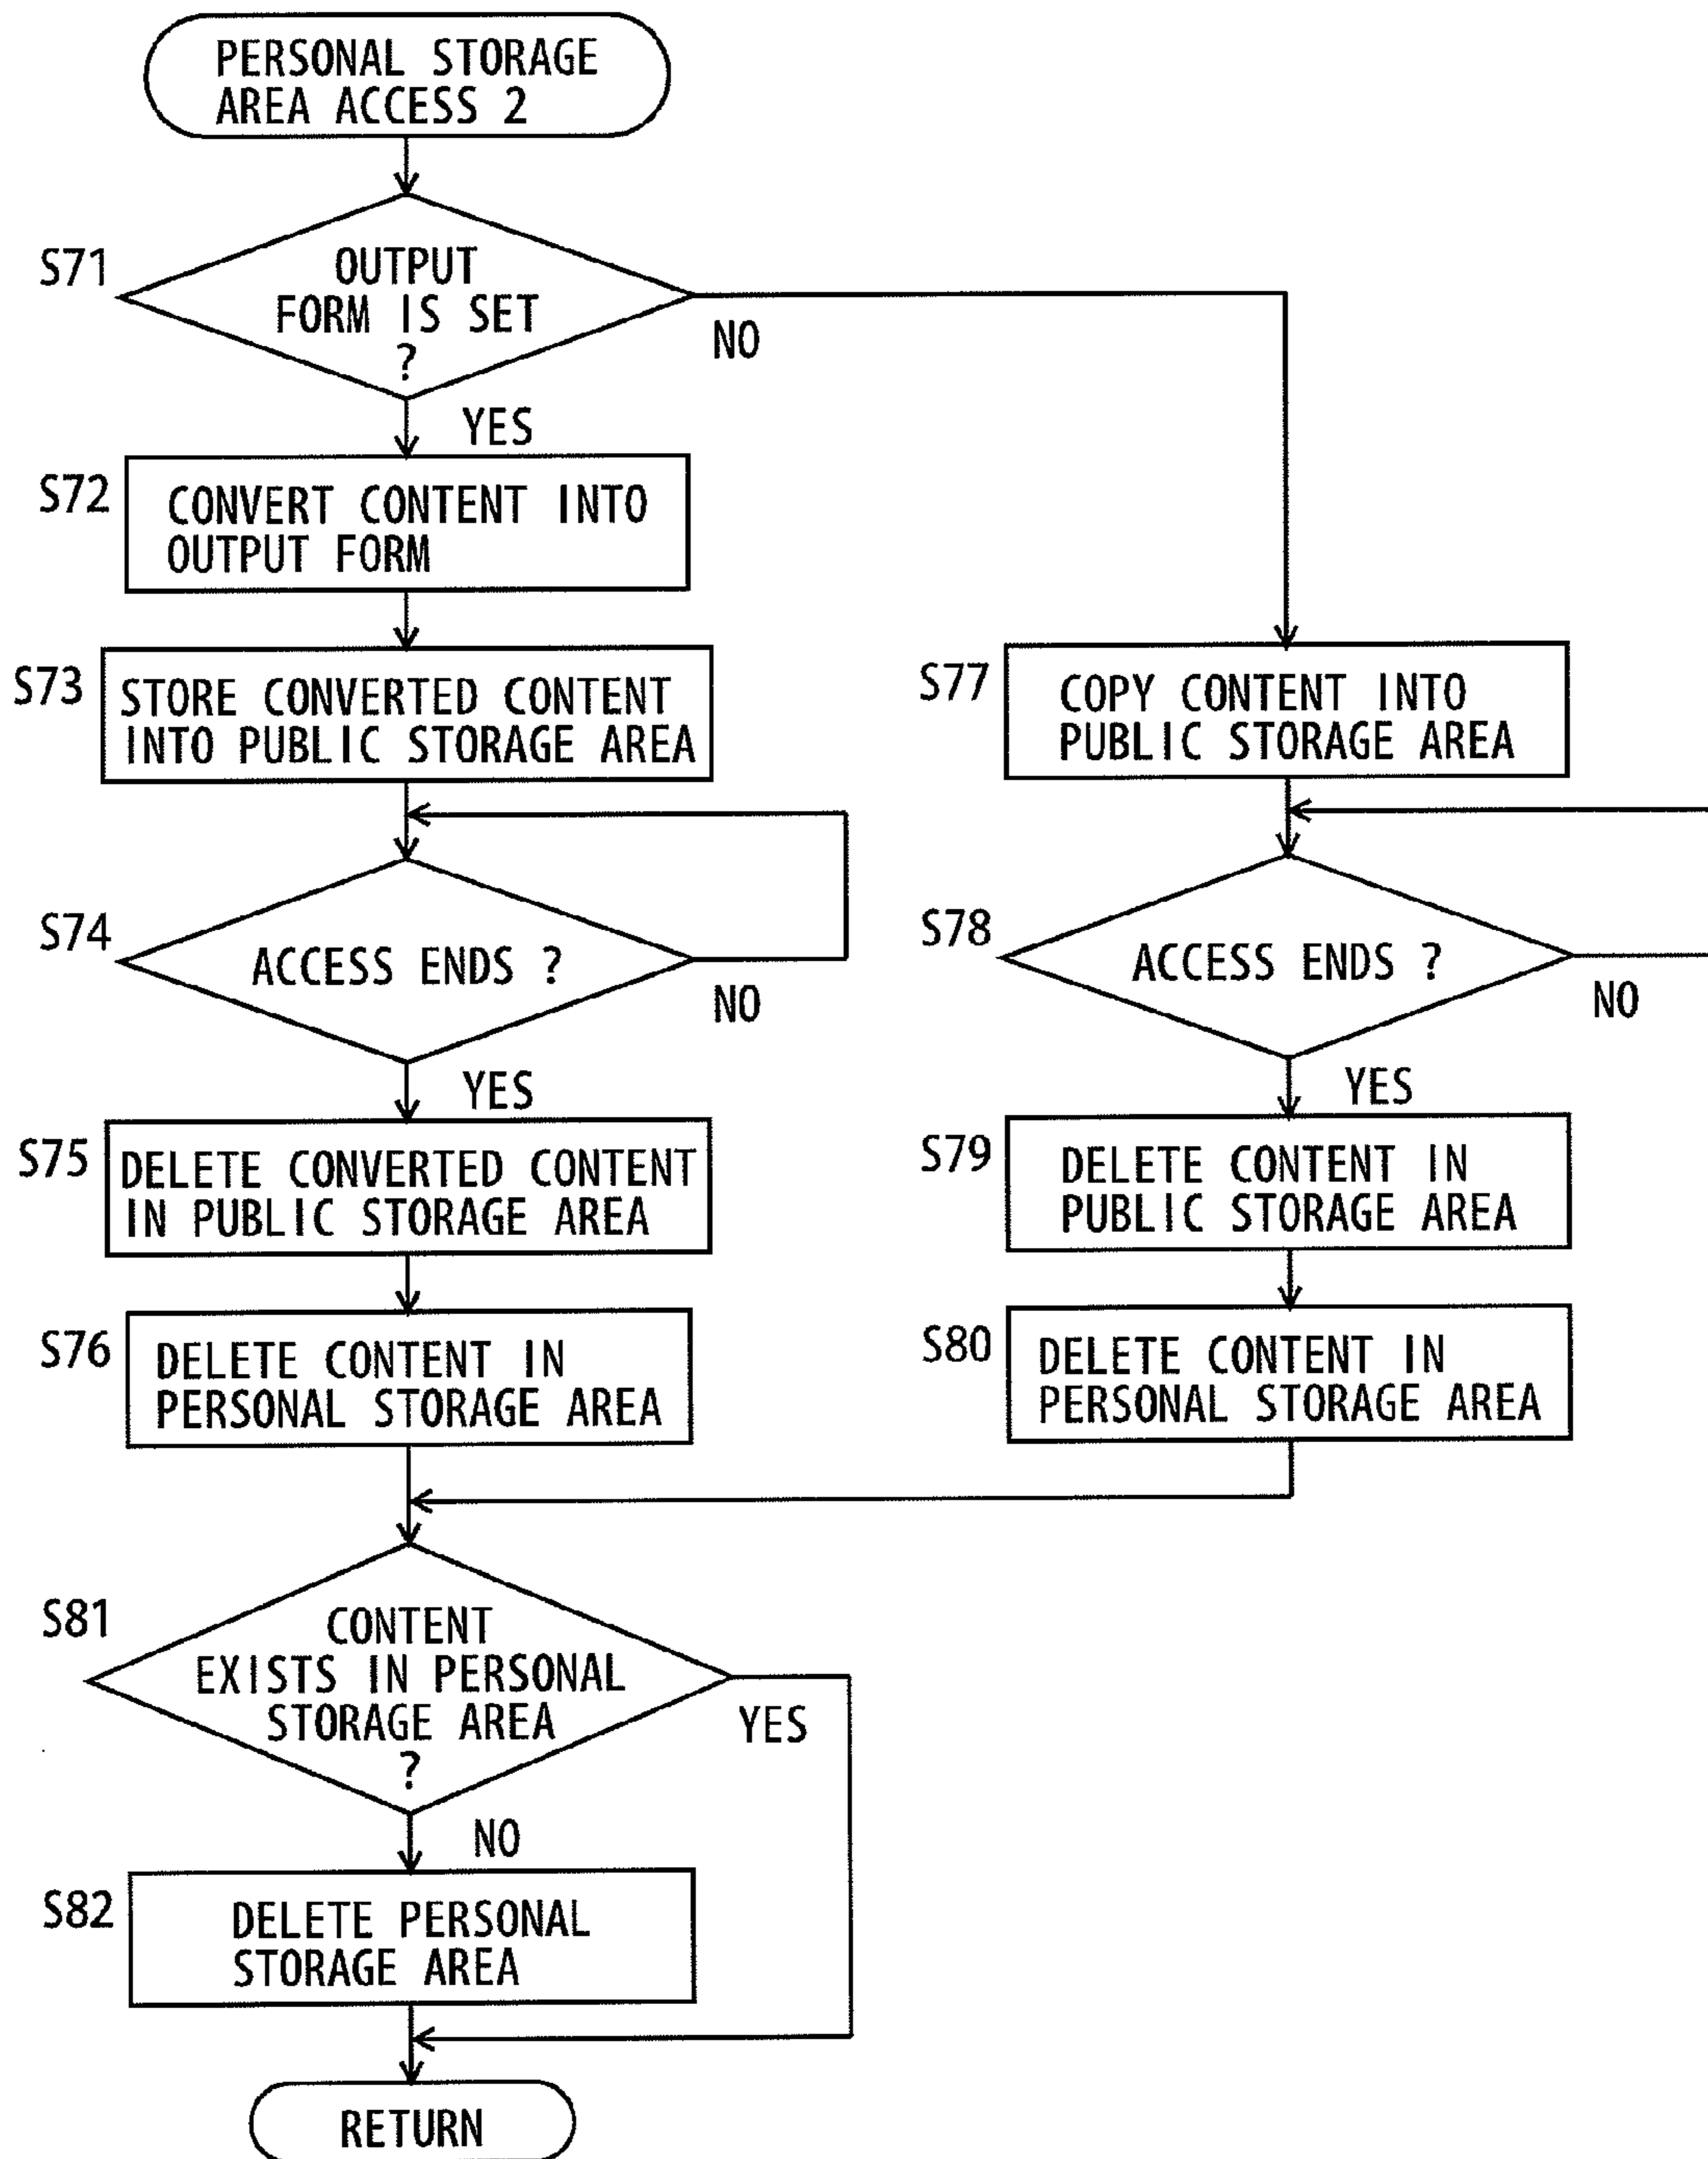 PERSONAL STORAGE
AREA ACCESS 2
S71
OUTPUT
FORM IS SET
?
NO
YES
S72
CONVERT CONTENT INTO
OUTPUT FORM
S73
STORE CONVERTED CONTENT
INTO PUBLIC STORAGE AREA
S77
COPY CONTENT INTO
PUBLIC STORAGE AREA
S74
ACCESS ENDS ?
NO
YES
S78
ACCESS ENDS ?
NO
YES
S75
DELETE CONVERTED CONTENT
IN PUBLIC STORAGE AREA
S79
DELETE CONTENT IN
PUBLIC STORAGE AREA
S76
DELETE CONTENT IN
PERSONAL STORAGE AREA
S80
DELETE CONTENT IN
PERSONAL STORAGE AREA
S81
CONTENT
EXISTS IN PERSONAL
STORAGE AREA
?
YES
NO
S82
DELETE PERSONAL
STORAGE AREA
RETURN